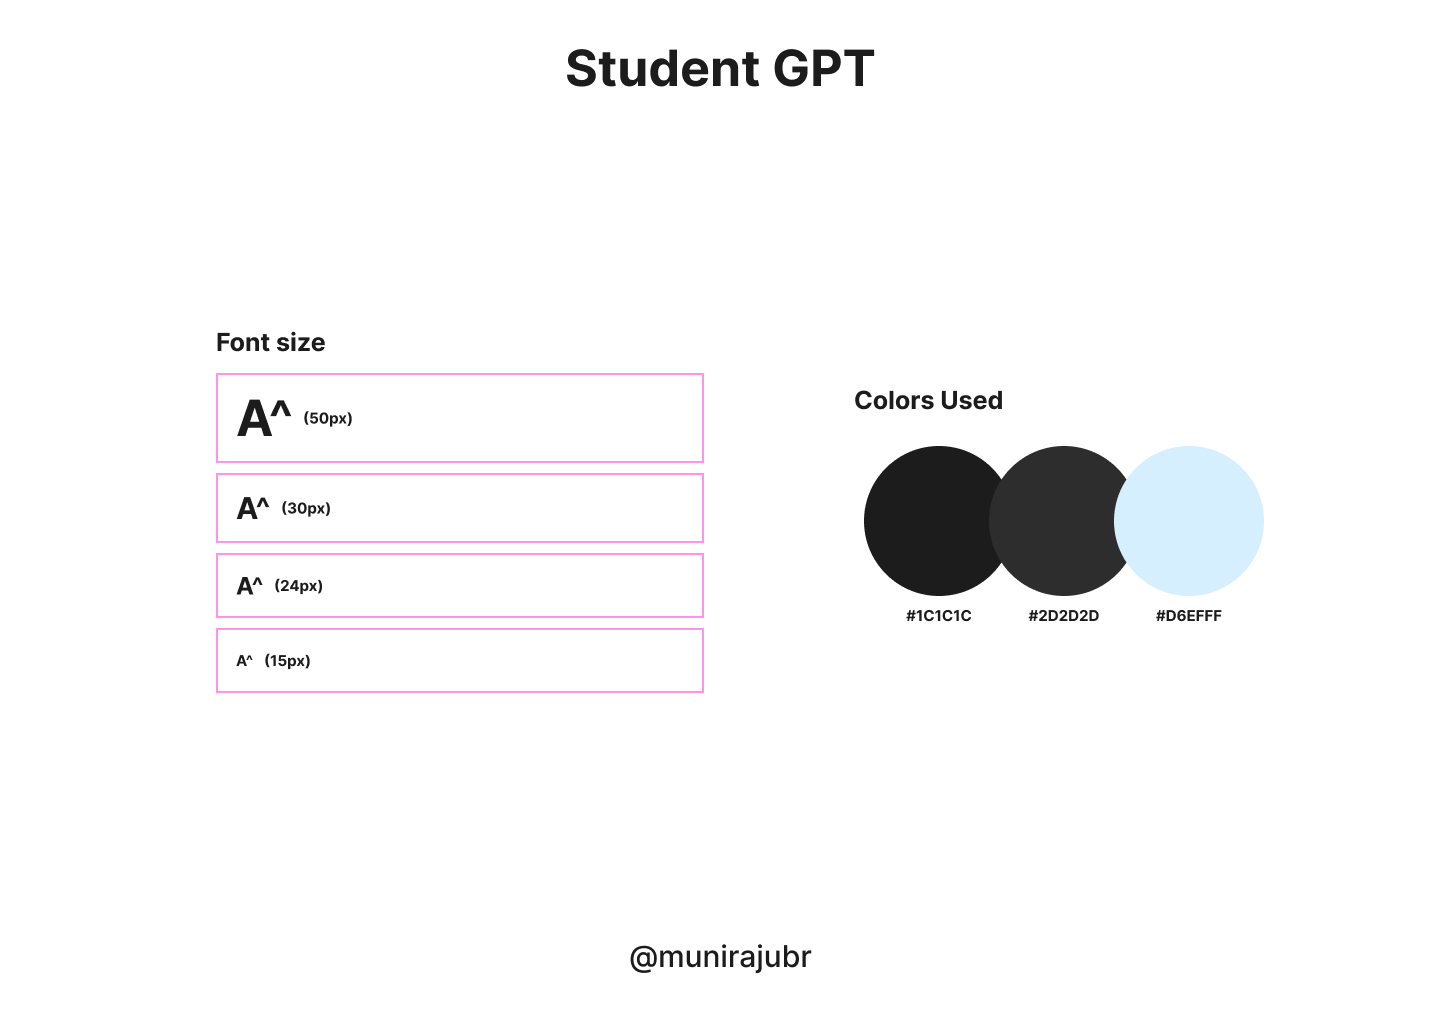 Student GPT
Font size
A^ (50px)
A^ (30px)
A^ (24px)
A^ (15px)
Colors Used
#1C1C1C #2D2D2D #D6EFFF
@munirajubr